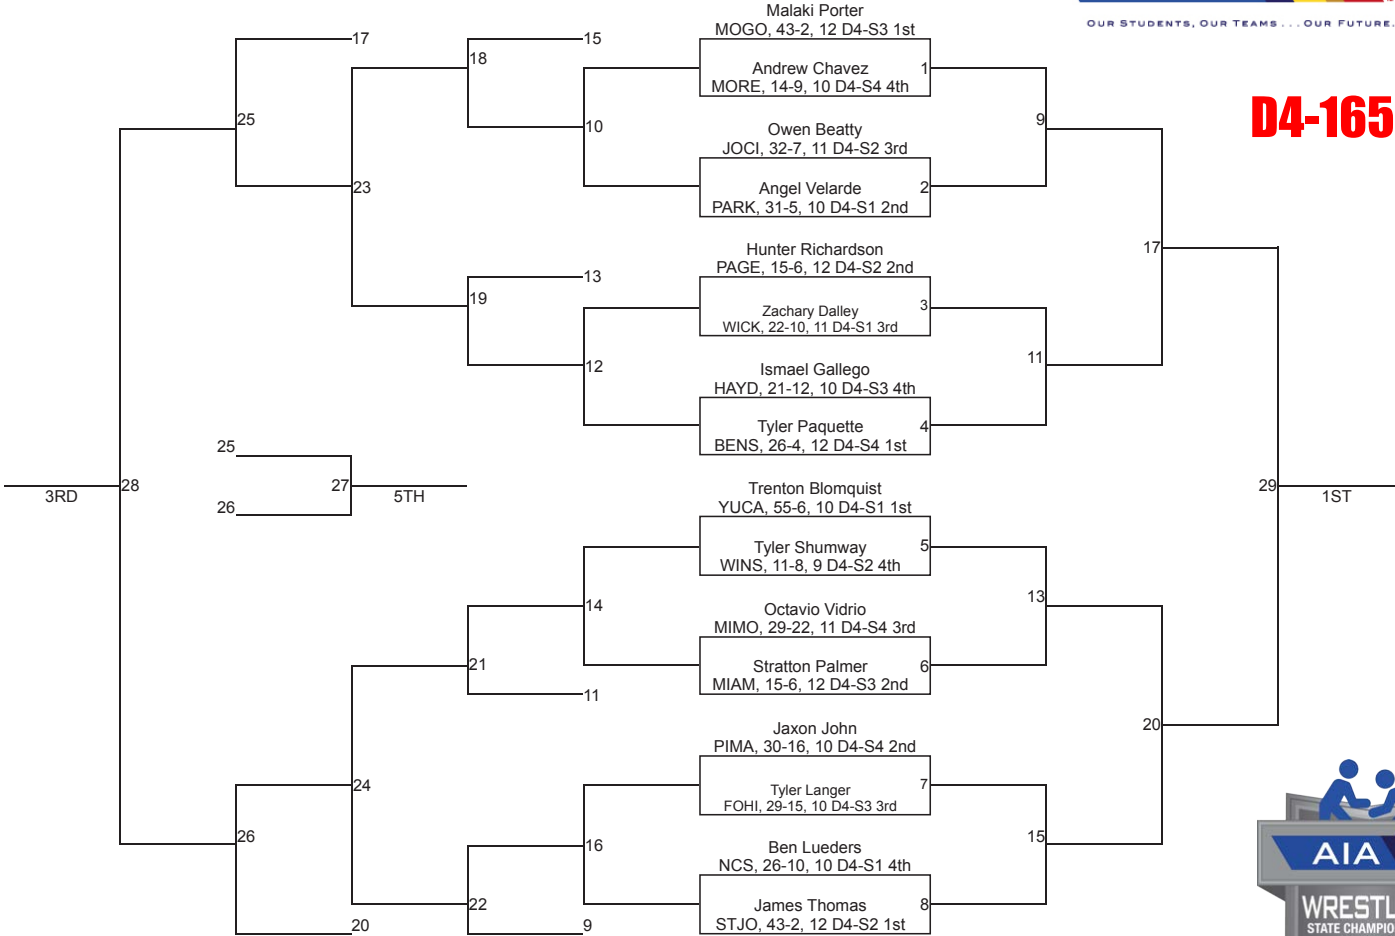 OUR STUDENTS, OUR TEAMS . . . OUR FUTURE.
D4-165
Malaki Porter
MOGO, 43-2, 12 D4-S3 1st
Andrew Chavez
1
MORE, 14-9, 10 D4-S4 4th
Owen Beatty
JOCI, 32-7, 11 D4-S2 3rd
Angel Velarde
2
PARK, 31-5, 10 D4-S1 2nd
Hunter Richardson
PAGE, 15-6, 12 D4-S2 2nd
Zachary Dalley
3
WICK, 22-10, 11 D4-S1 3rd
Ismael Gallego
HAYD, 21-12, 10 D4-S3 4th
Tyler Paquette
4
BENS, 26-4, 12 D4-S4 1st
Trenton Blomquist
YUCA, 55-6, 10 D4-S1 1st
Tyler Shumway
5
WINS, 11-8, 9 D4-S2 4th
Octavio Vidrio
MIMO, 29-22, 11 D4-S4 3rd
Stratton Palmer
6
MIAM, 15-6, 12 D4-S3 2nd
Jaxon John
PIMA, 30-16, 10 D4-S4 2nd
Tyler Langer
7
FOHI, 29-15, 10 D4-S3 3rd
Ben Lueders
NCS, 26-10, 10 D4-S1 4th
James Thomas
8
STJO, 43-2, 12 D4-S2 1st
9
11
13
15
17
20
29
1ST
15
10
13
12
14
11
16
9
18
19
21
22
17
23
24
20
25
26
25
26
27
5TH
28
3RD
AIA
WRESTL
STATE CHAMPIO